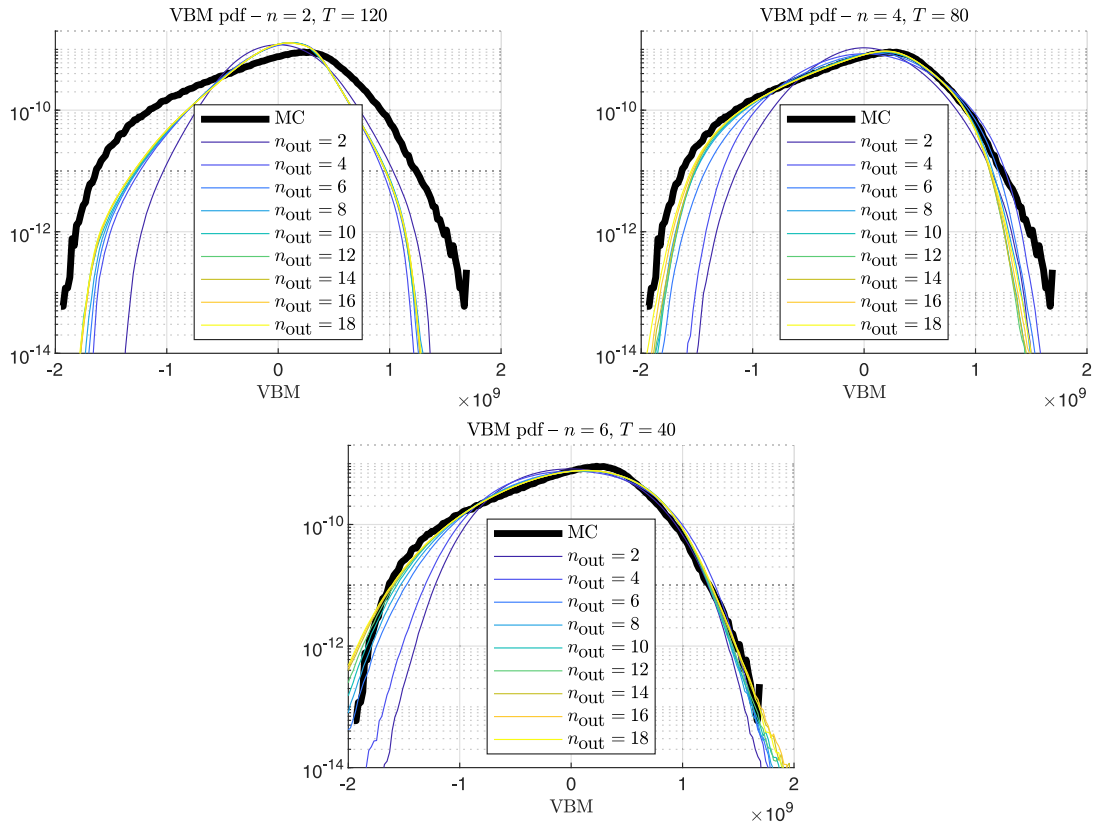 VBM pdf – n = 2, T = 120
10^-10
10^-12
10^-14
MC
n_out = 2
n_out = 4
n_out = 6
n_out = 8
n_out = 10
n_out = 12
n_out = 14
n_out = 16
n_out = 18
-2 -1 0 1 2
VBM
×10^9
VBM pdf – n = 4, T = 80
10^-10
10^-12
10^-14
MC
n_out = 2
n_out = 4
n_out = 6
n_out = 8
n_out = 10
n_out = 12
n_out = 14
n_out = 16
n_out = 18
-2 -1 0 1 2
VBM
×10^9
VBM pdf – n = 6, T = 40
10^-10
10^-12
10^-14
MC
n_out = 2
n_out = 4
n_out = 6
n_out = 8
n_out = 10
n_out = 12
n_out = 14
n_out = 16
n_out = 18
-2 -1 0 1 2
VBM
×10^9